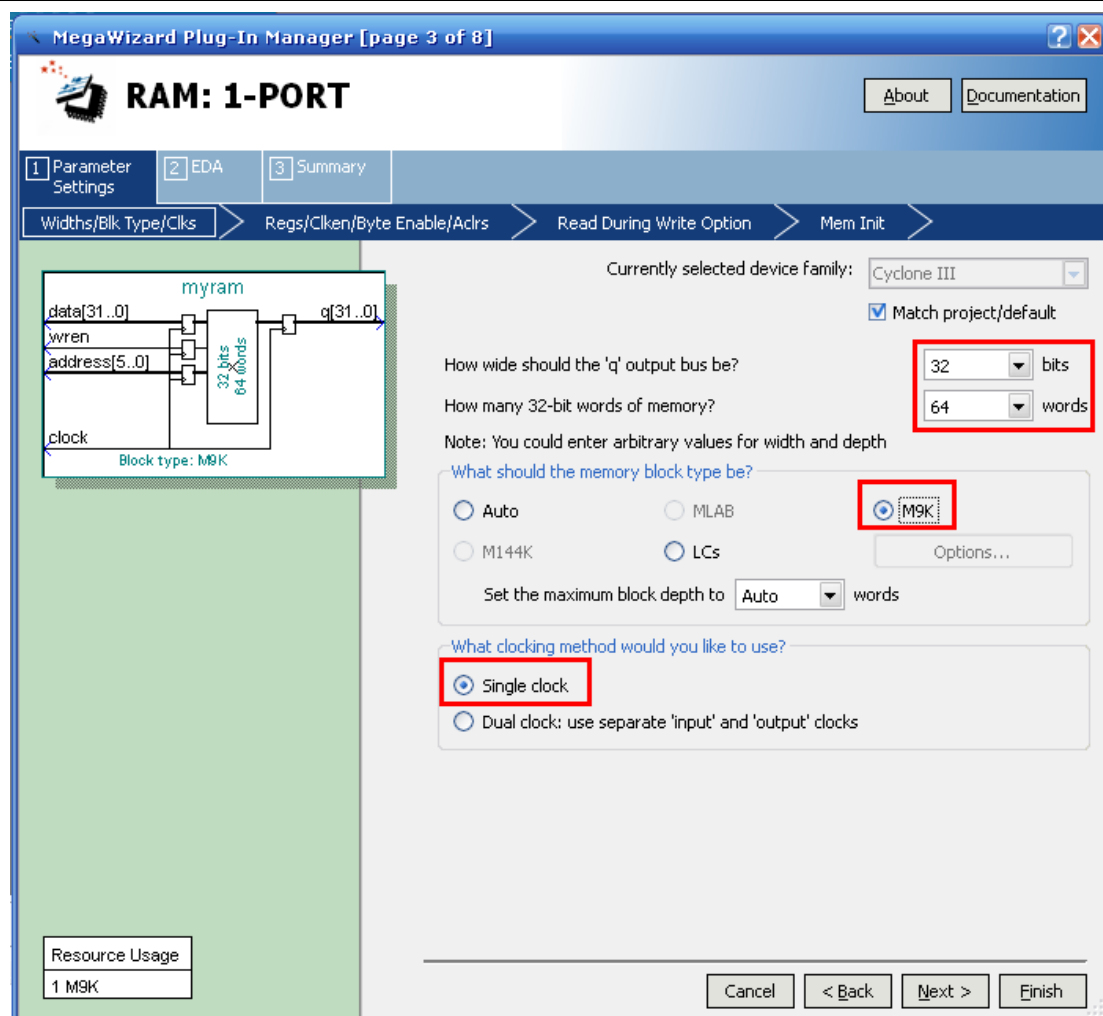 MegaWizard Plug-In Manager [page 3 of 8]
RAM: 1-PORT
About
Documentation
1 Parameter Settings
2 EDA
3 Summary
Widths/Blk Type/Clks
Regs/Clken/Byte Enable/Aclrs
Read During Write Option
Mem Init
myram
data[31..0]
q[31..0]
wren
address[5..0]
32 bits
64 words
clock
Block type: M9K
Currently selected device family:
Cyclone III
Match project/default
How wide should the 'q' output bus be?
32
bits
How many 32-bit words of memory?
64
words
Note: You could enter arbitrary values for width and depth
What should the memory block type be?
Auto
MLAB
M9K
M144K
LCs
Options...
Set the maximum block depth to
Auto
words
What clocking method would you like to use?
Single clock
Dual clock: use separate 'input' and 'output' clocks
Resource Usage
1 M9K
Cancel
< Back
Next >
Finish